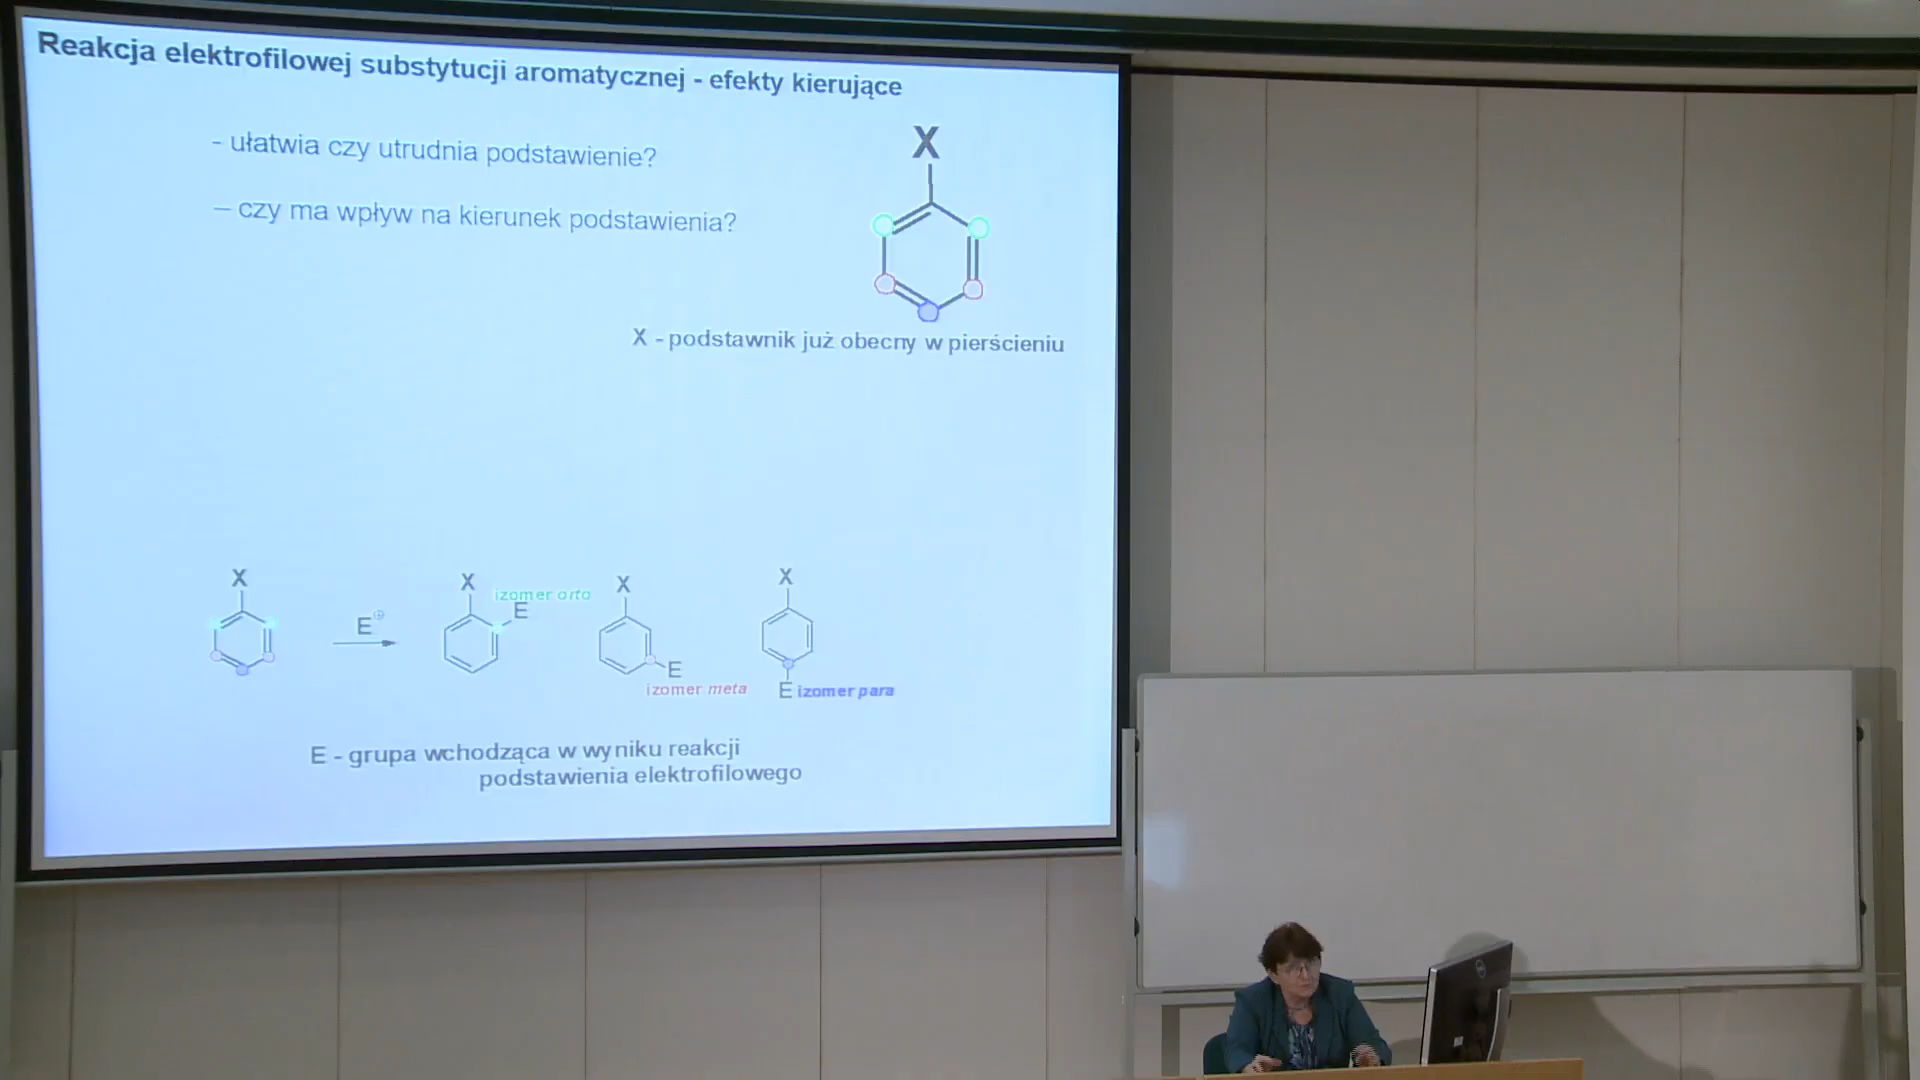 Reakcja elektrofilowej substytucji aromatycznej - efekty kierujące
- ułatwia czy utrudnia podstawienie?
– czy ma wpływ na kierunek podstawienia?
X
X - podstawnik już obecny w pierścieniu
X
E⊕
X
izomer orto
E
X
E
izomer meta
X
E izomer para
E - grupa wchodząca w wyniku reakcji
podstawienia elektrofilowego